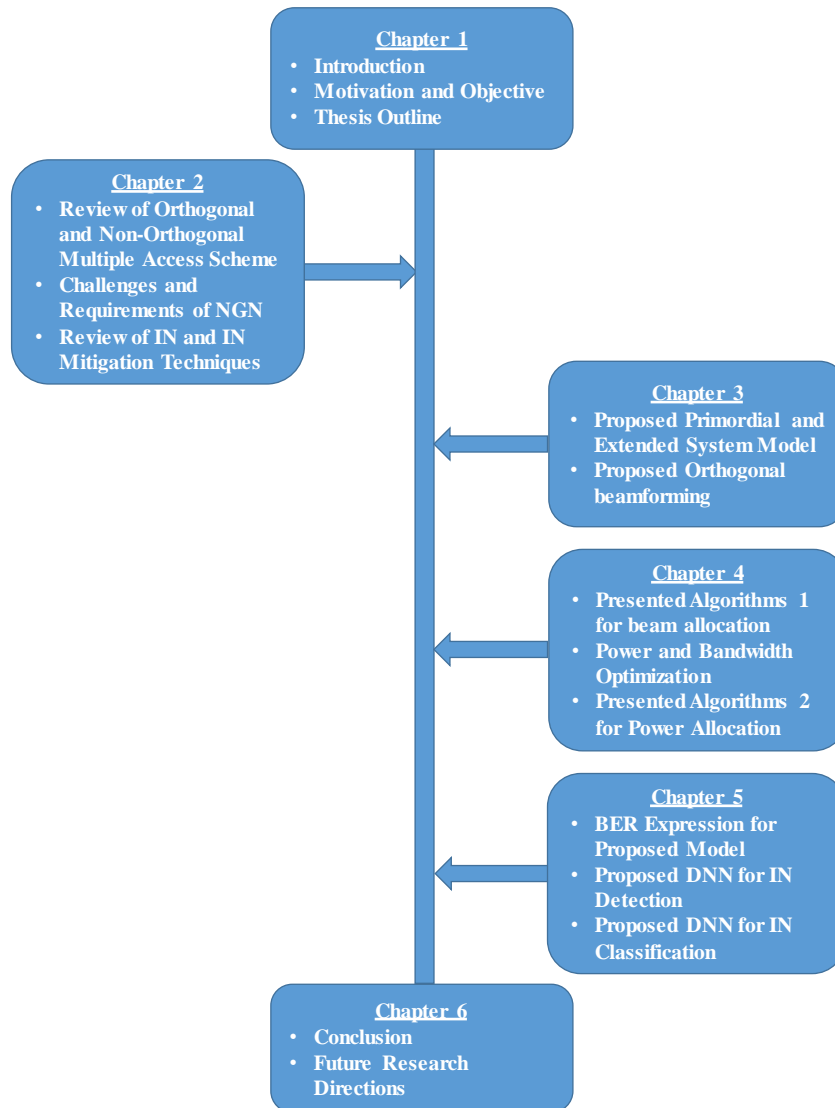 Chapter 1
• Introduction
• Motivation and Objective
• Thesis Outline
Chapter 2
• Review of Orthogonal
and Non-Orthogonal
Multiple Access Scheme
• Challenges and
Requirements of NGN
• Review of IN and IN
Mitigation Techniques
Chapter 3
• Proposed Primordial and
Extended System Model
• Proposed Orthogonal
beamforming
Chapter 4
• Presented Algorithms 1
for beam allocation
• Power and Bandwidth
Optimization
• Presented Algorithms 2
for Power Allocation
Chapter 5
• BER Expression for
Proposed Model
• Proposed DNN for IN
Detection
• Proposed DNN for IN
Classification
Chapter 6
• Conclusion
• Future Research
Directions